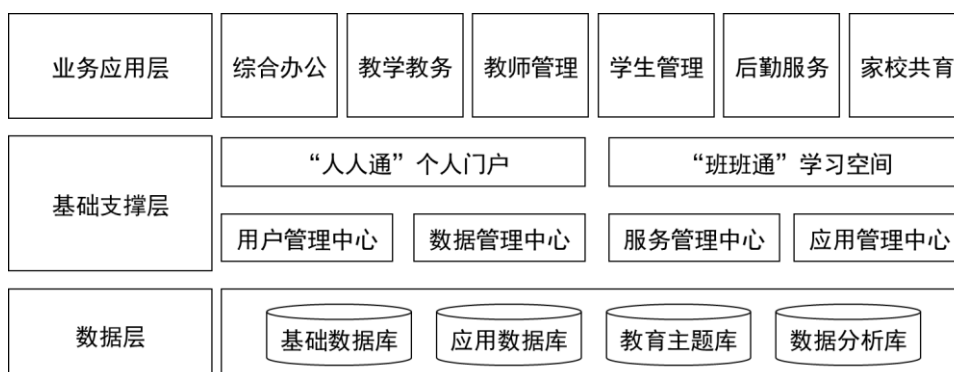 业务应用层 综合办公 教学教务 教师管理 学生管理 后勤服务 家校共育
“人人通”个人门户 “班班通”学习空间
基础支撑层
用户管理中心 数据管理中心 服务管理中心 应用管理中心
数据层 基础数据库 应用数据库 教育主题库 数据分析库